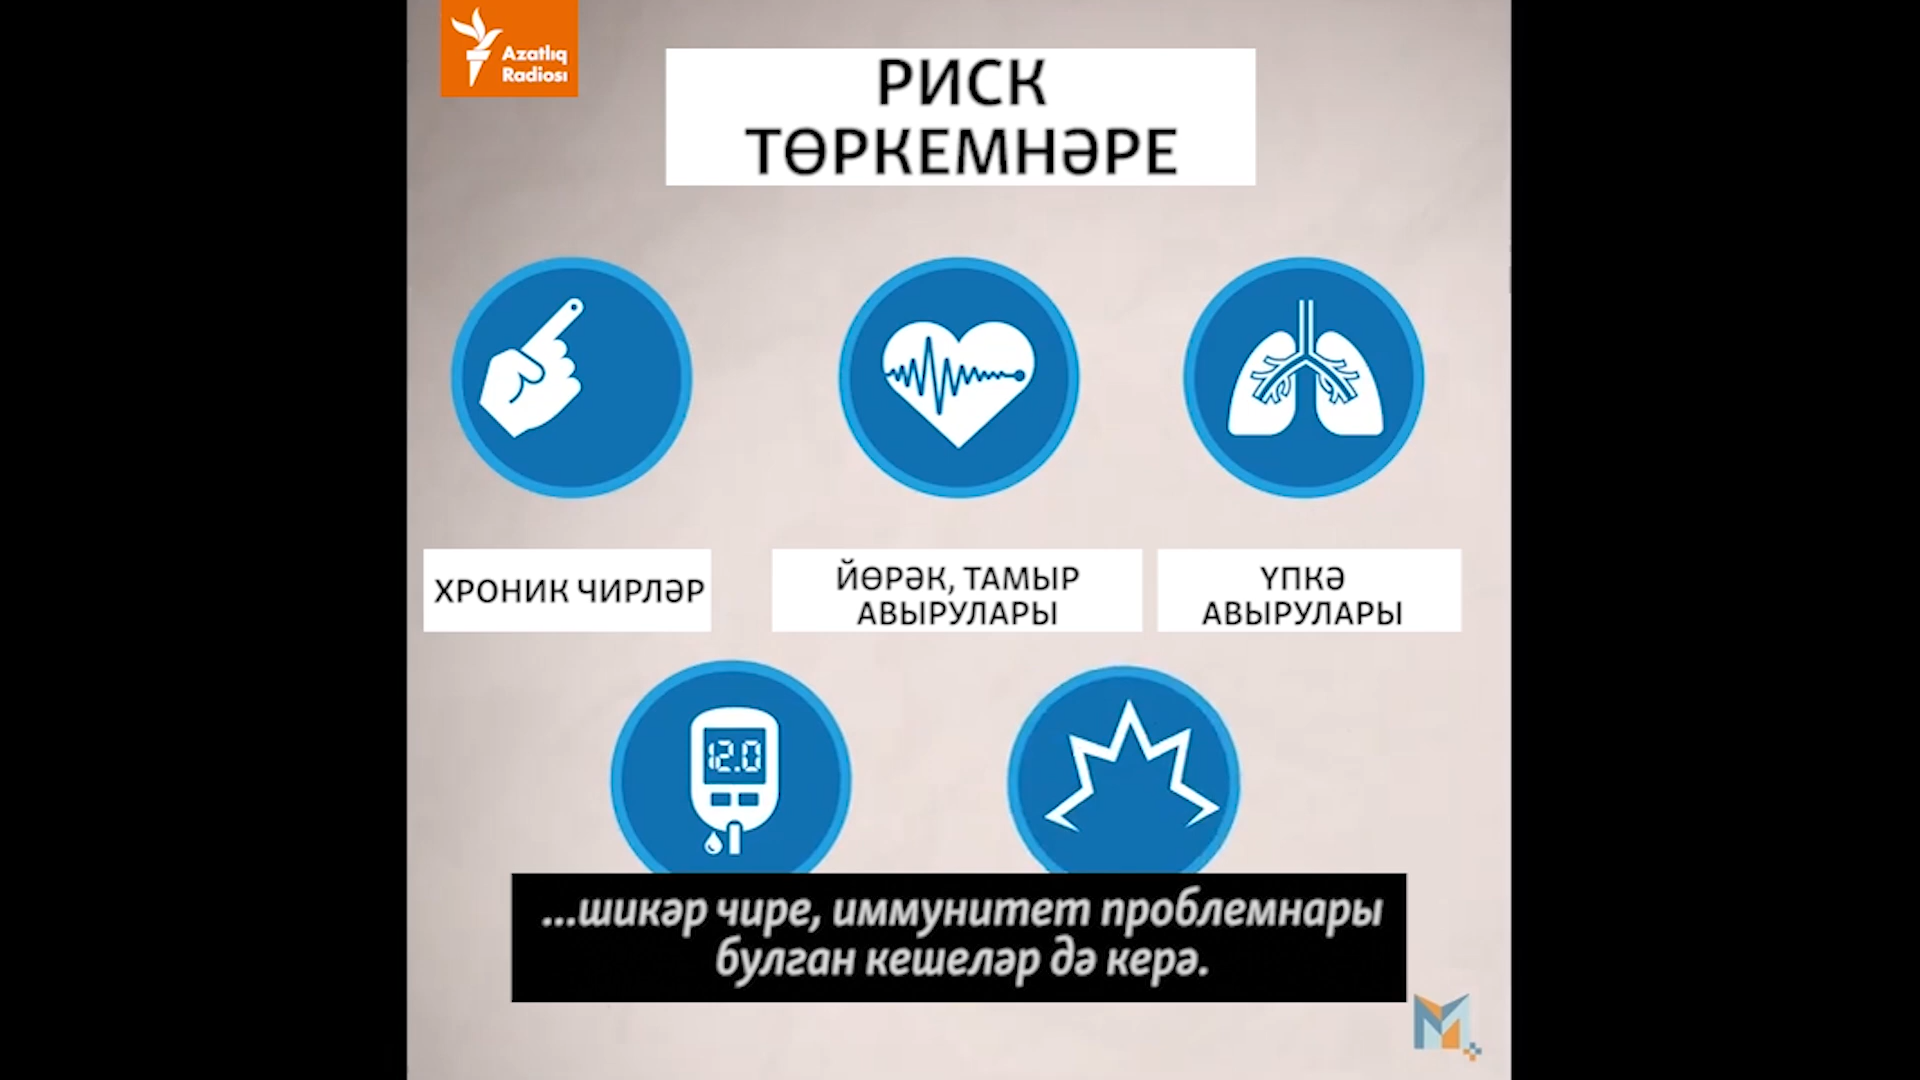 Azatlıq
Radiosı
РИСК
ТӨРКЕМНӘРЕ
ХРОНИК ЧИРЛӘР
ЙӨРӘК, ТАМЫР
АВЫРУЛАРЫ
ҮПКӘ
АВЫРУЛАРЫ
12.0
...шикәр чире, иммунитет проблемнары
булган кешеләр дә керә.